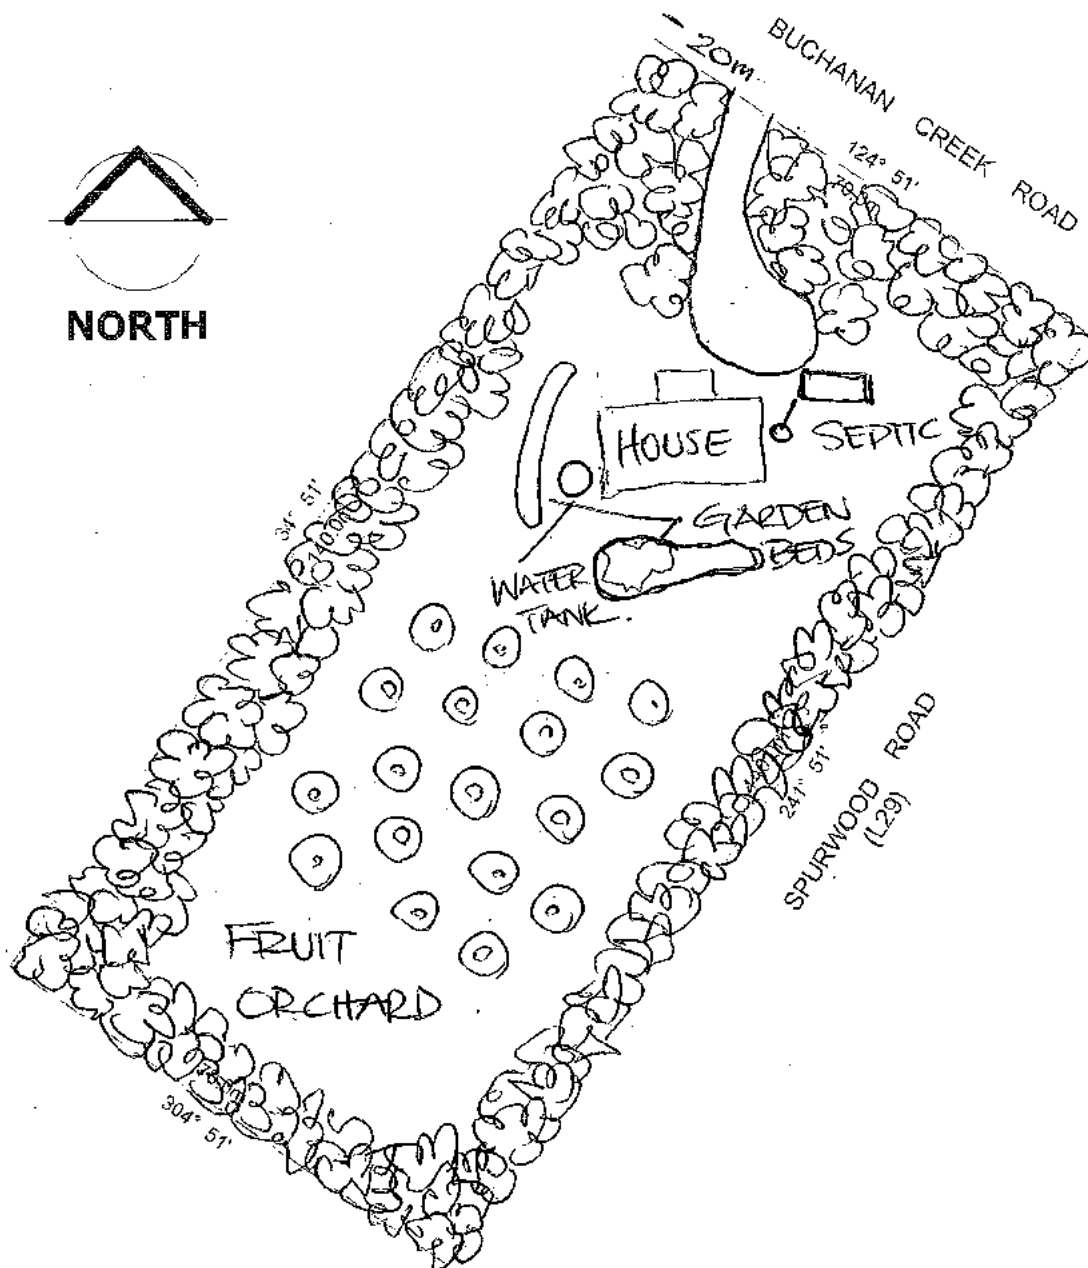 BUCHANAN CREEK ROAD
20m
124° 51'
NORTH
HOUSE
SEPTIC
34° 51'
GARDEN
BEDS
WATER
TANK.
241° 51'
SPURWOOD ROAD
(L29)
FRUIT
ORCHARD
304° 51'